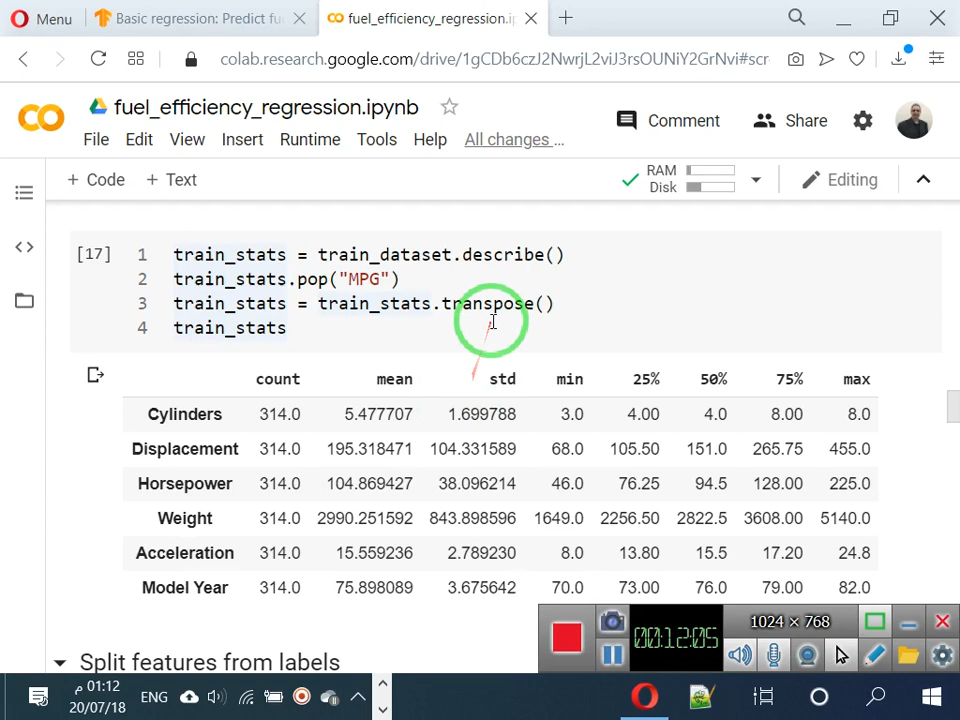 Menu
Basic regression: Predict fu
fuel_efficiency_regression.ip
colab.research.google.com/drive/1gCDb6czJ2NwrjL2viJ3rsOUNiY2GrNvi#scr
fuel_efficiency_regression.ipynb
File Edit View Insert Runtime Tools Help All changes ...
Comment
Share
+ Code + Text
RAM
Disk
Editing
[17]
1 train_stats = train_dataset.describe()
2 train_stats.pop("MPG")
3 train_stats = train_stats.transpose()
4 train_stats
count mean std min 25% 50% 75% max
Cylinders 314.0 5.477707 1.699788 3.0 4.00 4.0 8.00 8.0
Displacement 314.0 195.318471 104.331589 68.0 105.50 151.0 265.75 455.0
Horsepower 314.0 104.869427 38.096214 46.0 76.25 94.5 128.00 225.0
Weight 314.0 2990.251592 843.898596 1649.0 2256.50 2822.5 3608.00 5140.0
Acceleration 314.0 15.559236 2.789230 8.0 13.80 15.5 17.20 24.8
Model Year 314.0 75.898089 3.675642 70.0 73.00 76.0 79.00 82.0
Split features from labels
00:12:05
1024 × 768
01:12 م
20/07/18
ENG